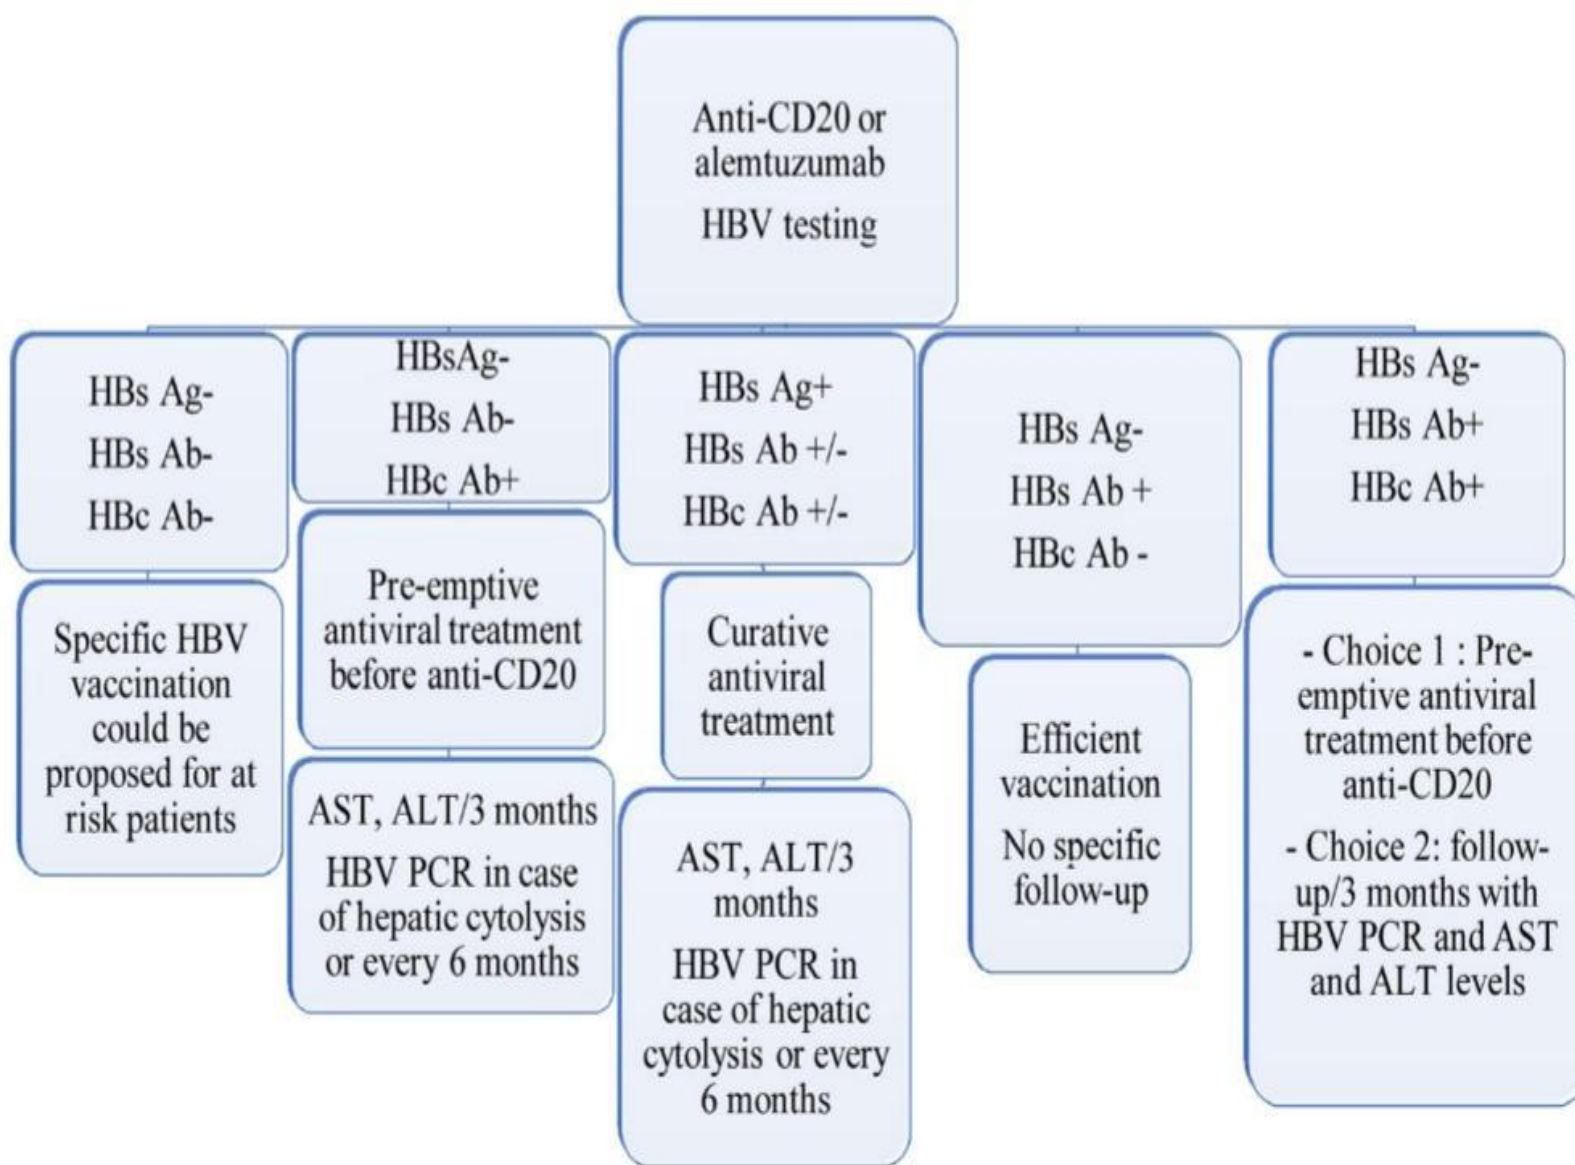 Anti-CD20 or
alemtuzumab
HBV testing
HBs Ag-
HBs Ab-
HBc Ab-
Specific HBV
vaccination
could be
proposed for at
risk patients
HBsAg-
HBs Ab-
HBc Ab+
Pre-emptive
antiviral treatment
before anti-CD20
AST, ALT/3 months
HBV PCR in case
of hepatic cytolysis
or every 6 months
HBs Ag+
HBs Ab +/-
HBc Ab +/-
Curative
antiviral
treatment
AST, ALT/3
months
HBV PCR in
case of hepatic
cytolysis or every
6 months
HBs Ag-
HBs Ab +
HBc Ab -
Efficient
vaccination
No specific
follow-up
HBs Ag-
HBs Ab+
HBc Ab+
- Choice 1 : Pre-
emptive antiviral
treatment before
anti-CD20
- Choice 2: follow-
up/3 months with
HBV PCR and AST
and ALT levels